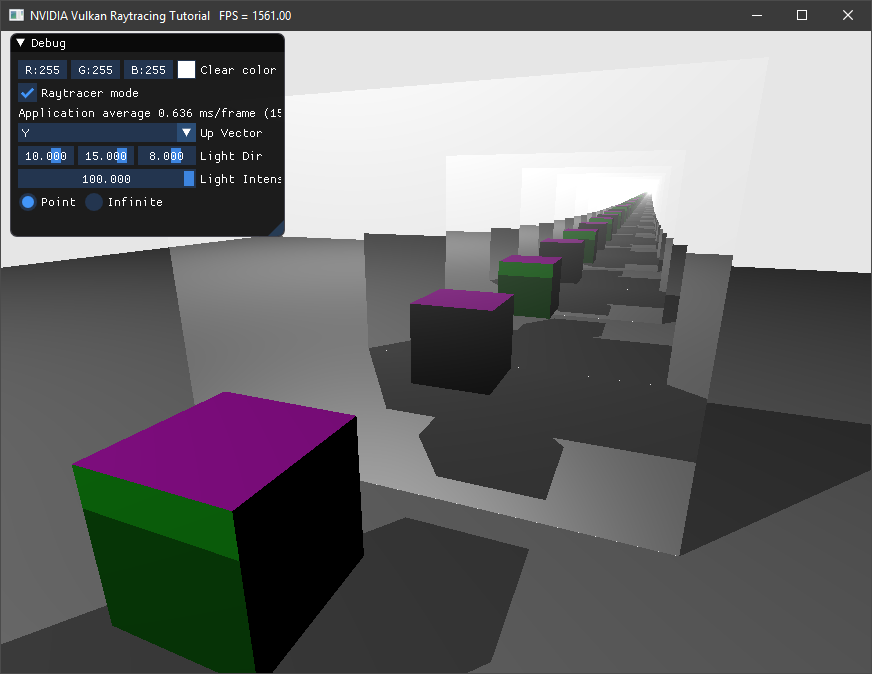 NVIDIA Vulkan Raytracing Tutorial FPS = 1561.00
Debug
R:255 G:255 B:255 Clear color
Raytracer mode
Application average 0.636 ms/frame (15
Y Up Vector
10.000 15.000 8.000 Light Dir
100.000 Light Intens
Point Infinite